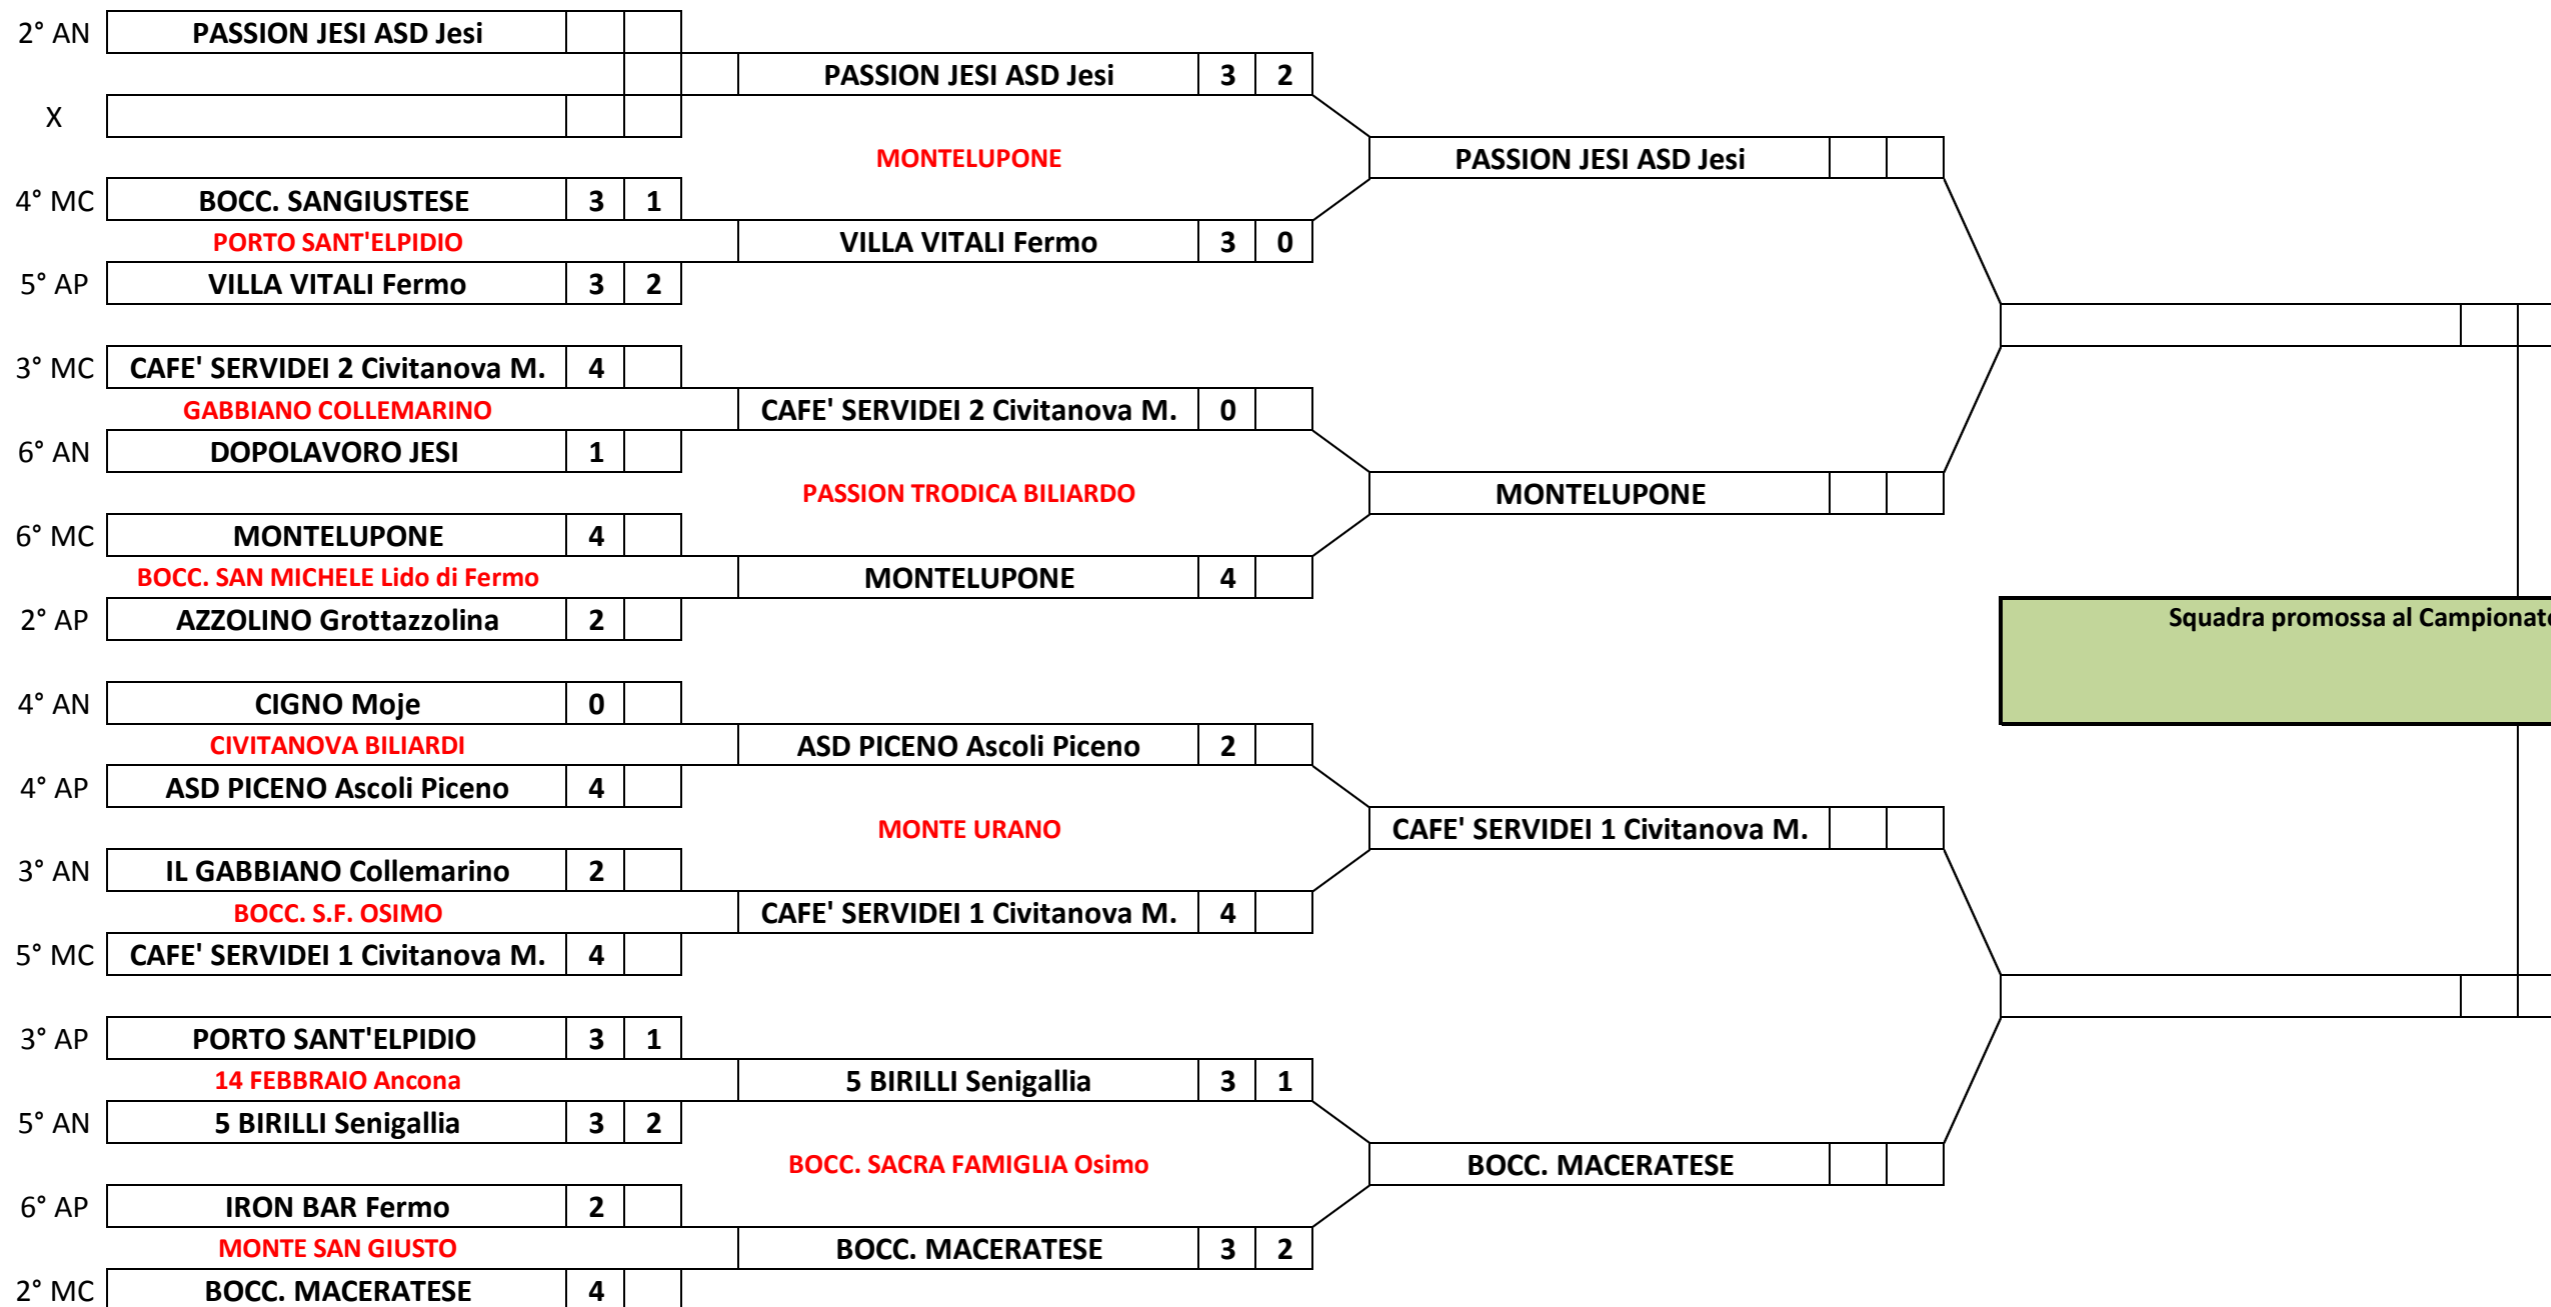 2° AN PASSION JESI ASD Jesi
PASSION JESI ASD Jesi 3 2
X
MONTELUPONE PASSION JESI ASD Jesi
4° MC BOCC. SANGIUSTESE 3 1
PORTO SANT'ELPIDIO VILLA VITALI Fermo 3 0
5° AP VILLA VITALI Fermo 3 2
3° MC CAFE' SERVIDEI 2 Civitanova M. 4
GABBIANO COLLEMARINO CAFE' SERVIDEI 2 Civitanova M. 0
6° AN DOPOLAVORO JESI 1
PASSION TRODICA BILIARDO MONTELUPONE
6° MC MONTELUPONE 4
BOCC. SAN MICHELE Lido di Fermo MONTELUPONE 4
2° AP AZZOLINO Grottazzolina 2 Squadra promossa al Campionato
4° AN CIGNO Moje 0
CIVITANOVA BILIARDI ASD PICENO Ascoli Piceno 2
4° AP ASD PICENO Ascoli Piceno 4
MONTE URANO CAFE' SERVIDEI 1 Civitanova M.
3° AN IL GABBIANO Collemarino 2
BOCC. S.F. OSIMO CAFE' SERVIDEI 1 Civitanova M. 4
5° MC CAFE' SERVIDEI 1 Civitanova M. 4
3° AP PORTO SANT'ELPIDIO 3 1
14 FEBBRAIO Ancona 5 BIRILLI Senigallia 3 1
5° AN 5 BIRILLI Senigallia 3 2
BOCC. SACRA FAMIGLIA Osimo BOCC. MACERATESE
6° AP IRON BAR Fermo 2
MONTE SAN GIUSTO BOCC. MACERATESE 3 2
2° MC BOCC. MACERATESE 4